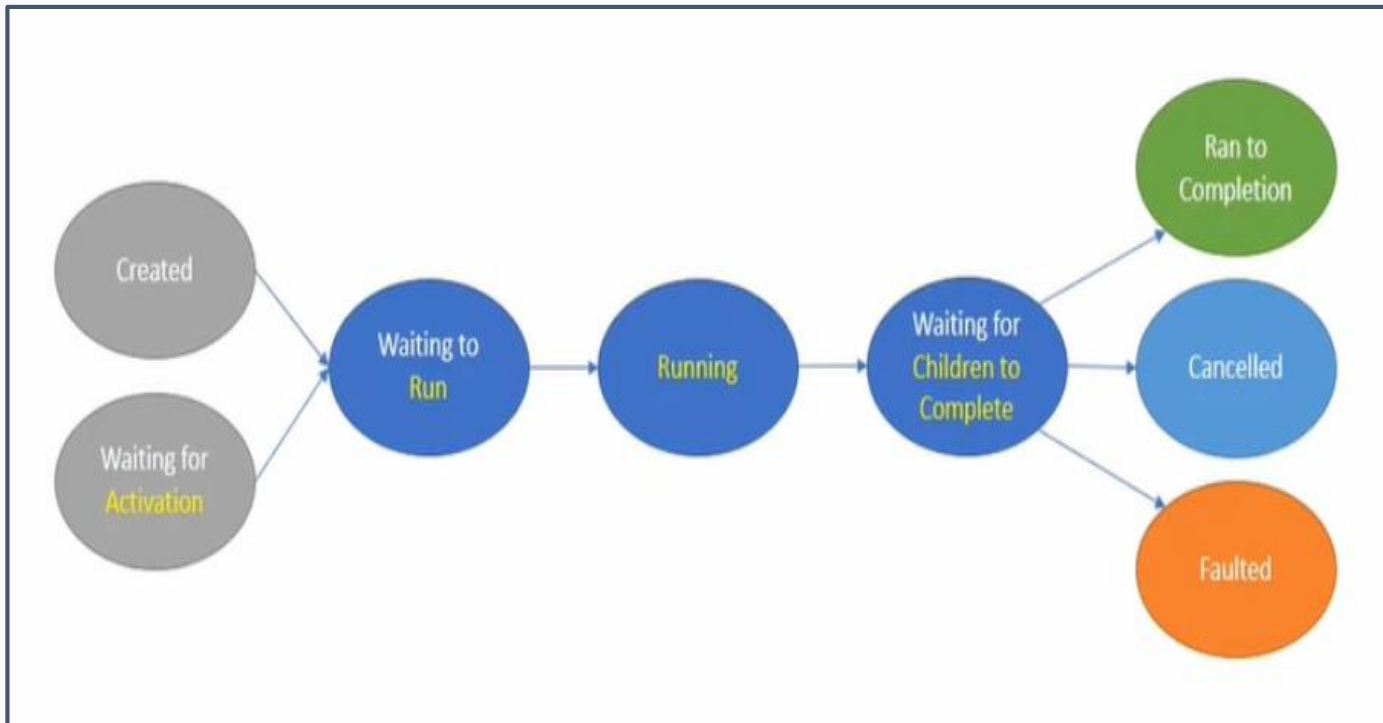 Created
Waiting for
Activation
Waiting to
Run
Running
Waiting for
Children to
Complete
Ran to
Completion
Cancelled
Faulted